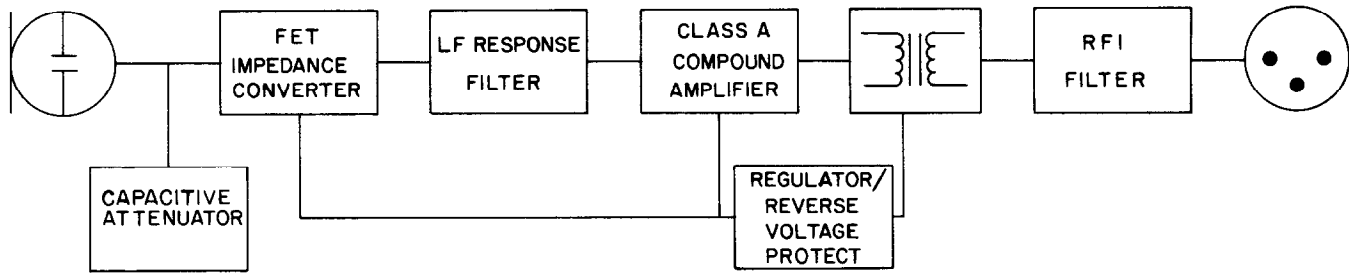 FET
IMPEDANCE
CONVERTER
LF RESPONSE
FILTER
CLASS A
COMPOUND
AMPLIFIER
RFI
FILTER
CAPACITIVE
ATTENUATOR
REGULATOR/
REVERSE
VOLTAGE
PROTECT